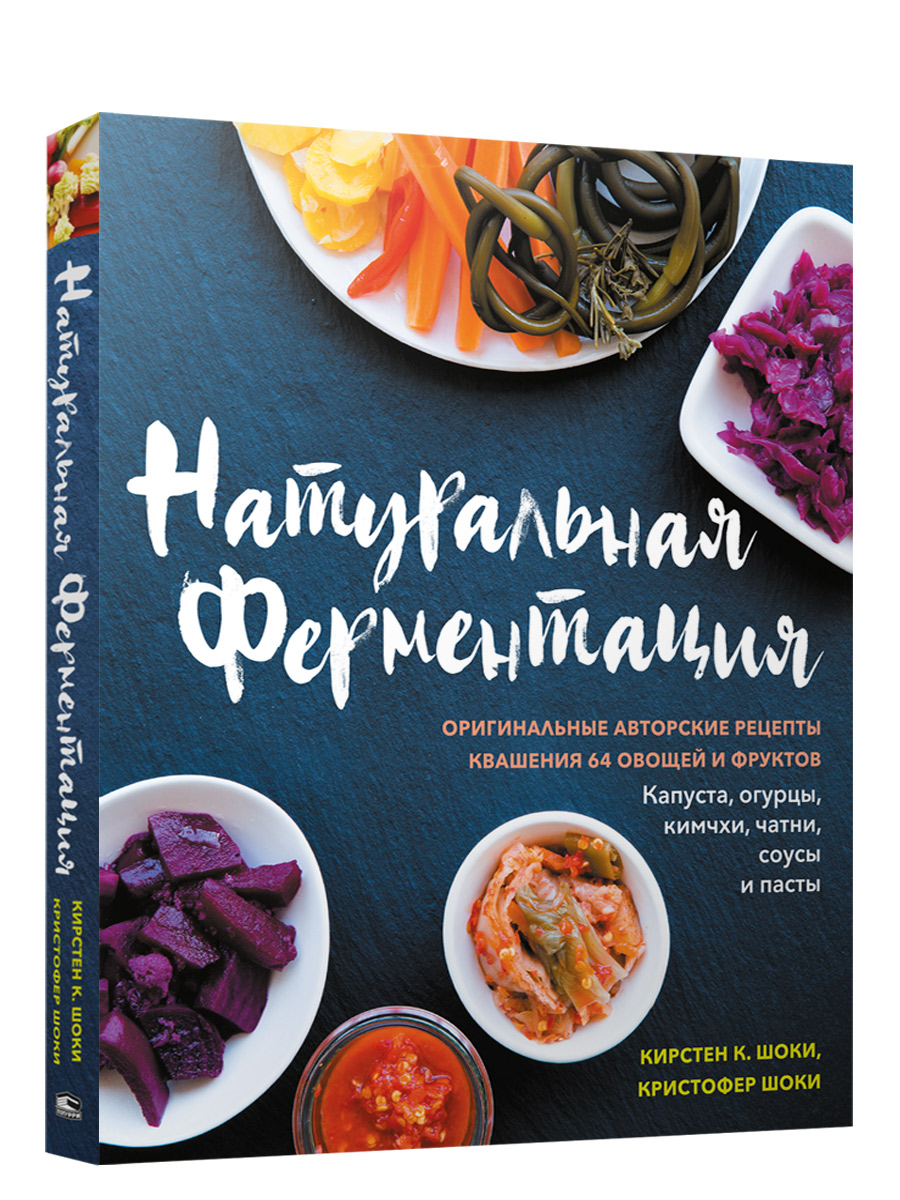 Натуральная
Ферментация
ОРИГИНАЛЬНЫЕ АВТОРСКИЕ РЕЦЕПТЫ
КВАШЕНИЯ 64 ОВОЩЕЙ И ФРУКТОВ
Капуста, огурцы,
кимчхи, чатни,
соусы
и пасты
КИРСТЕН К. ШОКИ,
КРИСТОФЕР ШОКИ
Натуральная Ферментация
КИРСТЕН К. ШОКИ
КРИСТОФЕР ШОКИ